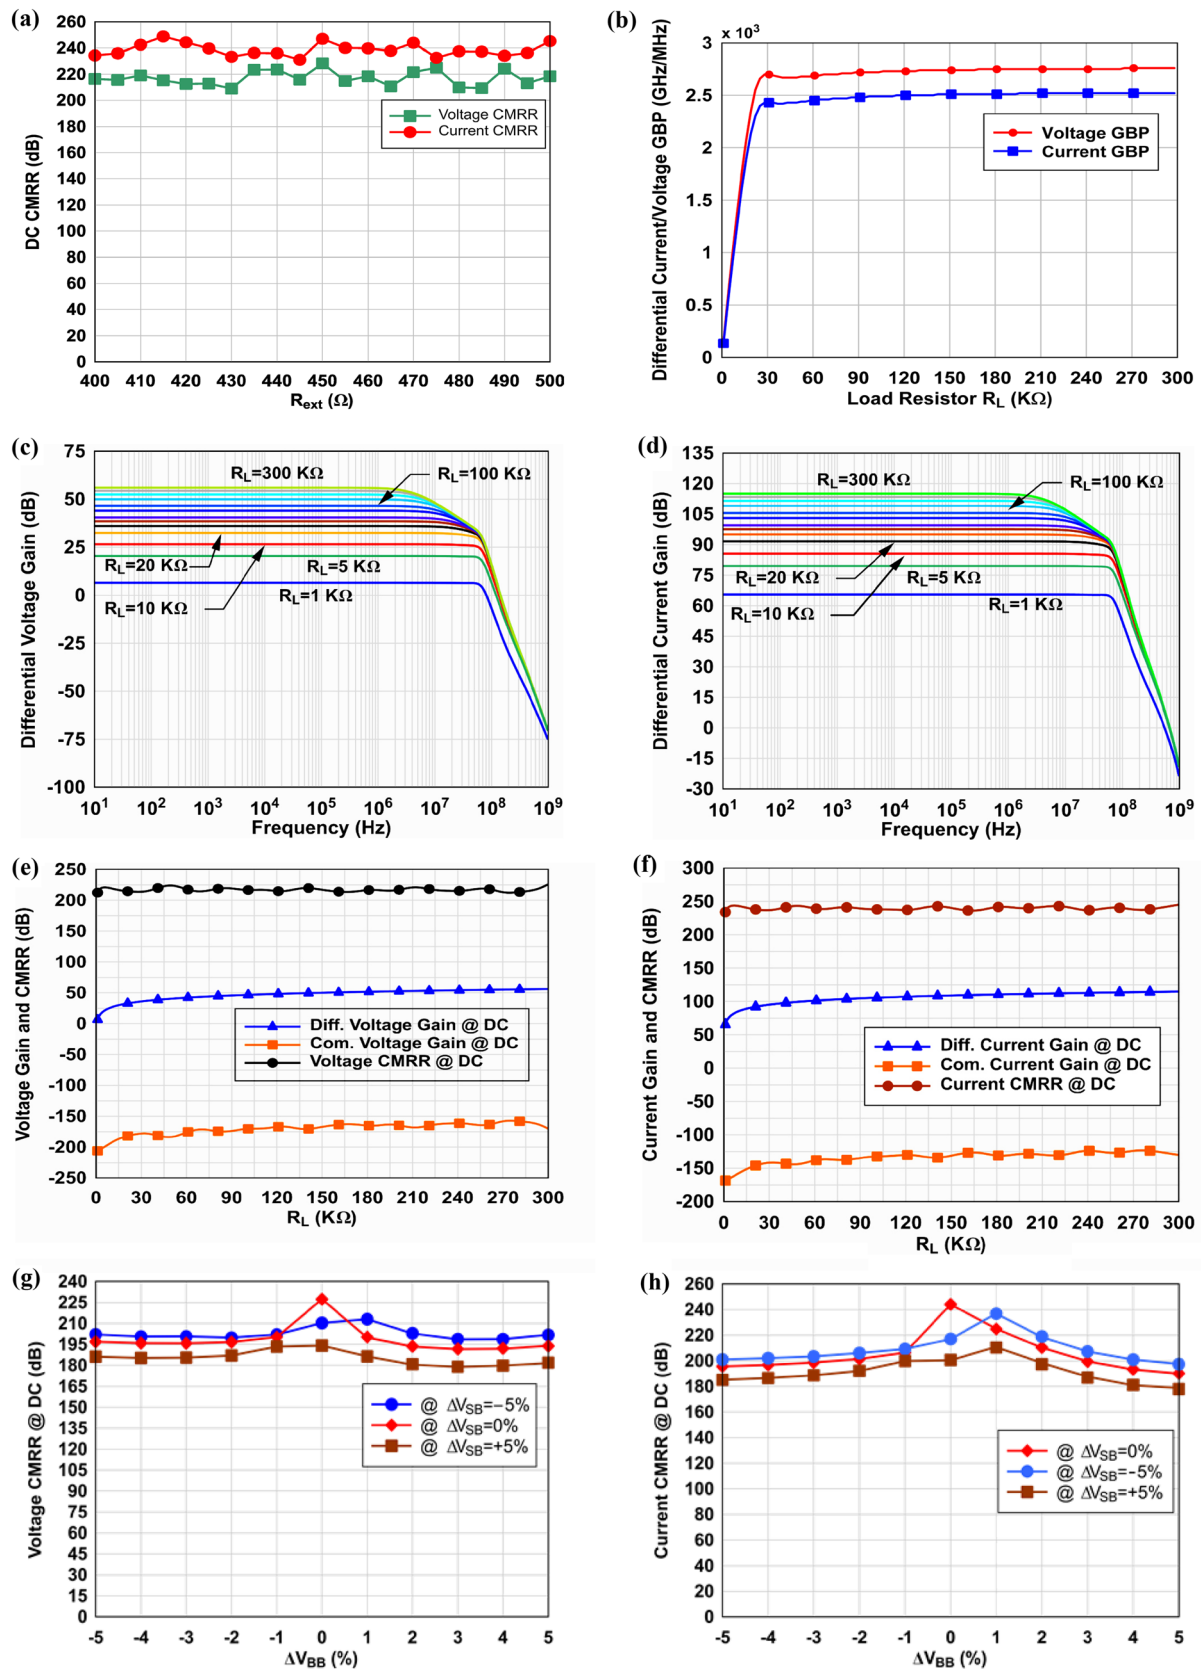 (a)
DC CMRR (dB)
260
240
220
200
180
160
140
120
100
80
60
40
20
0
Voltage CMRR
Current CMRR
400 410 420 430 440 450 460 470 480 490 500
Rext (Ω)
(b)
Differential Current/Voltage GBP (GHz/MHz)
x 10³
3
2.5
2
1.5
1
0.5
0
Voltage GBP
Current GBP
0 30 60 90 120 150 180 210 240 270 300
Load Resistor RL (KΩ)
(c)
Differential Voltage Gain (dB)
75
50
25
0
-25
-50
-75
-100
RL=300 KΩ
RL=100 KΩ
RL=20 KΩ
RL=5 KΩ
RL=10 KΩ
RL=1 KΩ
10¹ 10² 10³ 10⁴ 10⁵ 10⁶ 10⁷ 10⁸ 10⁹
Frequency (Hz)
(d)
Differential Current Gain (dB)
135
120
105
90
75
60
45
30
15
0
-15
-30
RL=300 KΩ
RL=100 KΩ
RL=20 KΩ
RL=5 KΩ
RL=10 KΩ
RL=1 KΩ
10¹ 10² 10³ 10⁴ 10⁵ 10⁶ 10⁷ 10⁸ 10⁹
Frequency (Hz)
(e)
Voltage Gain and CMRR (dB)
250
200
150
100
50
0
-50
-100
-150
-200
-250
Diff. Voltage Gain @ DC
Com. Voltage Gain @ DC
Voltage CMRR @ DC
0 30 60 90 120 150 180 210 240 270 300
RL (KΩ)
(f)
Current Gain and CMRR (dB)
300
250
200
150
100
50
0
-50
-100
-150
-200
Diff. Current Gain @ DC
Com. Current Gain @ DC
Current CMRR @ DC
0 30 60 90 120 150 180 210 240 270 300
RL (KΩ)
(g)
Voltage CMRR @ DC (dB)
240
225
210
195
180
165
150
135
120
105
90
75
60
45
30
15
0
@ ΔVSB=−5%
@ ΔVSB=0%
@ ΔVSB=+5%
-5 -4 -3 -2 -1 0 1 2 3 4 5
ΔVBB (%)
(h)
Current CMRR @ DC (dB)
260
240
220
200
180
160
140
120
100
80
60
40
20
0
@ ΔVSB=0%
@ ΔVSB=−5%
@ ΔVSB=+5%
-5 -4 -3 -2 -1 0 1 2 3 4 5
ΔVBB (%)